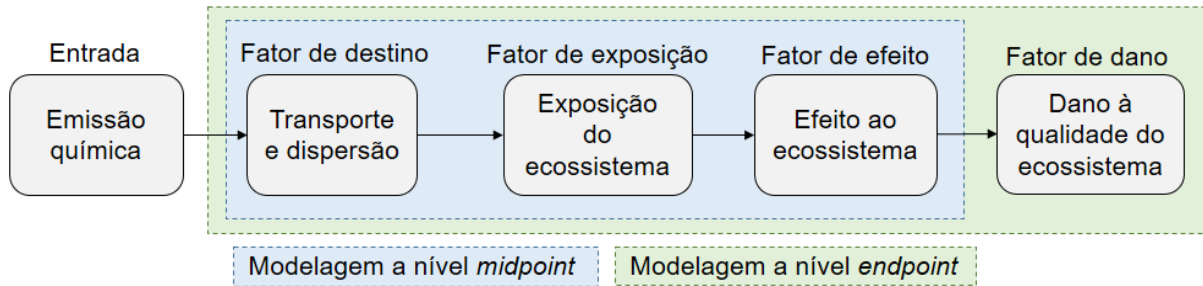 Entrada
Fator de destino
Fator de exposição
Fator de efeito
Fator de dano
Emissão
química
Transporte
e dispersão
Exposição
do
ecossistema
Efeito ao
ecossistema
Dano à
qualidade do
ecossistema
Modelagem a nível midpoint
Modelagem a nível endpoint